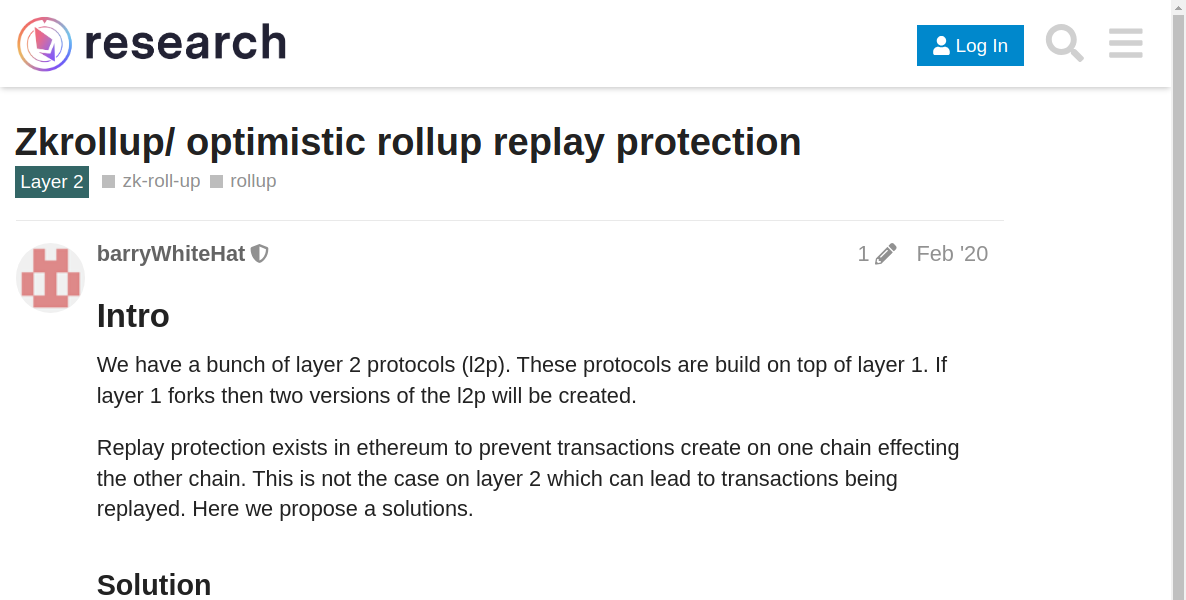 research
Log In
Zkrollup/ optimistic rollup replay protection
Layer 2 zk-roll-up rollup
barryWhiteHat 1 Feb '20
Intro
We have a bunch of layer 2 protocols (l2p). These protocols are build on top of layer 1. If
layer 1 forks then two versions of the l2p will be created.
Replay protection exists in ethereum to prevent transactions create on one chain effecting
the other chain. This is not the case on layer 2 which can lead to transactions being
replayed. Here we propose a solutions.
Solution